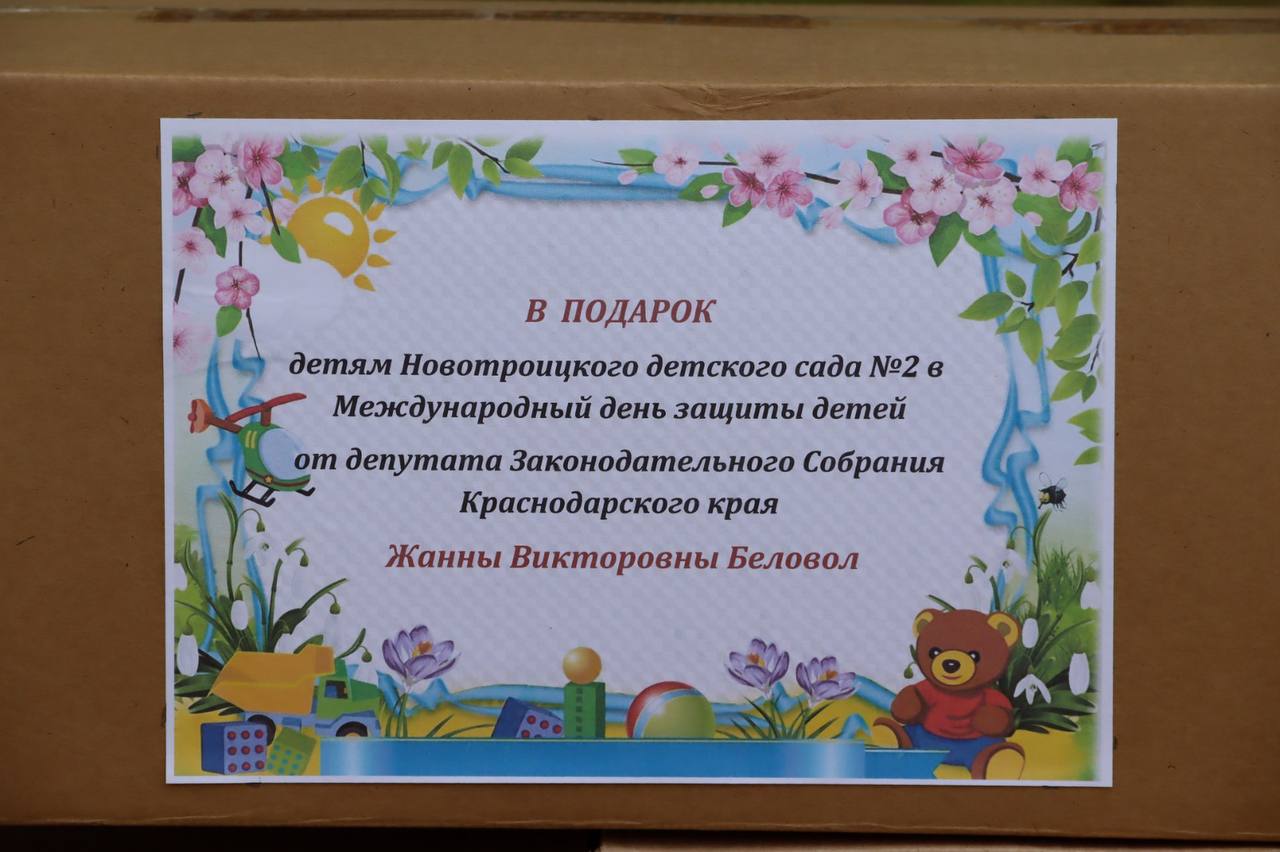 В ПОДАРОК
детям Новотроицкого детского сада №2 в
Международный день защиты детей
от депутата Законодательного Собрания
Краснодарского края
Жанны Викторовны Беловол